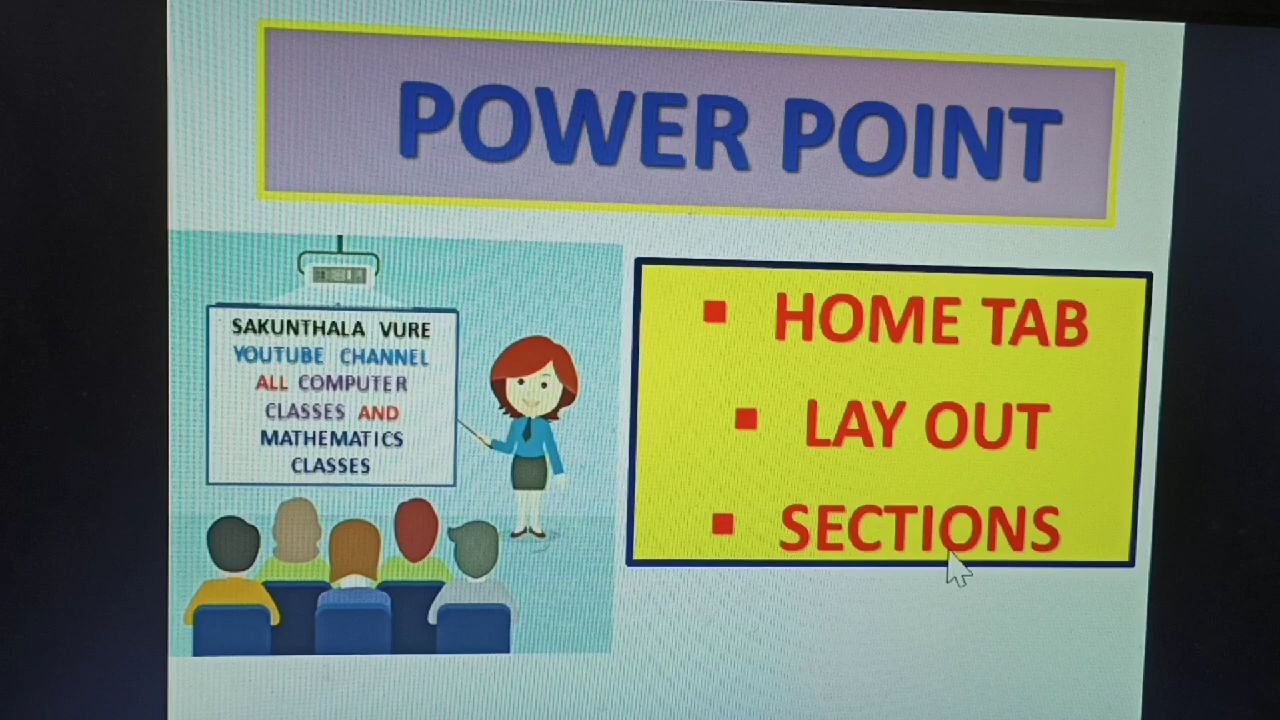 POWER POINT
SAKUNTHALA VURE
YOUTUBE CHANNEL
ALL COMPUTER
CLASSES AND
MATHEMATICS
CLASSES
HOME TAB
LAY OUT
SECTIONS